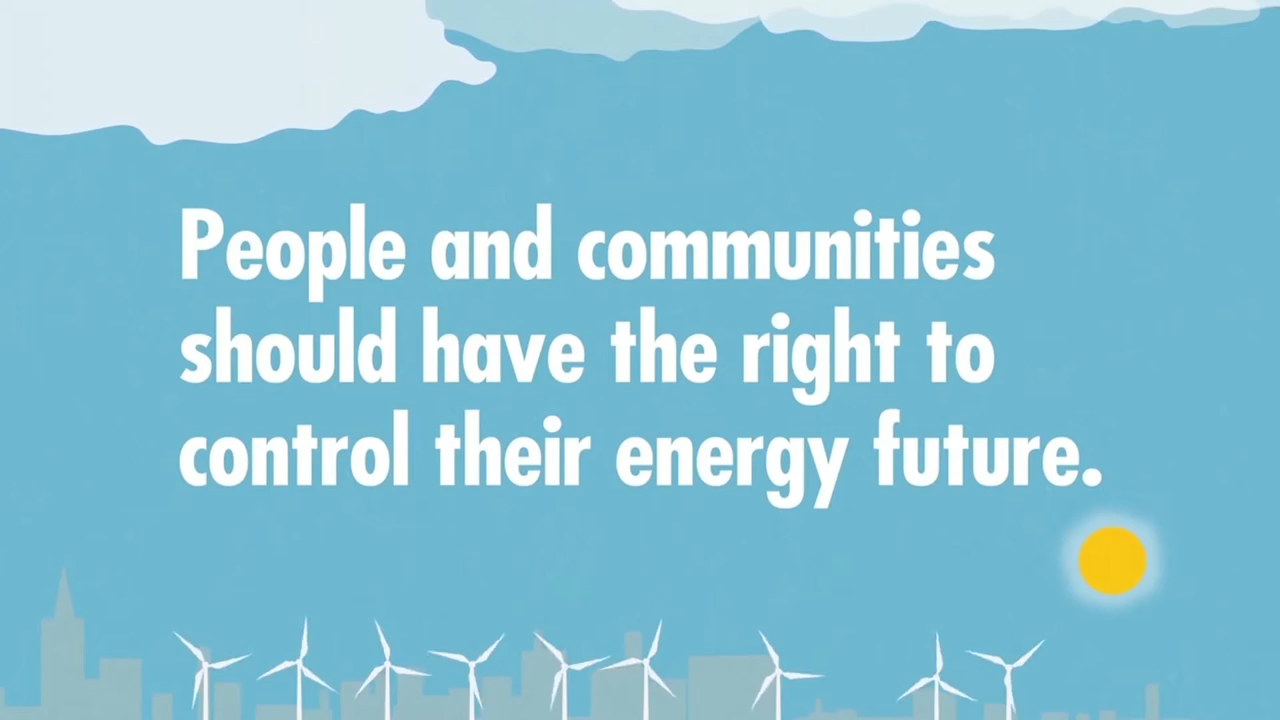 People and communities
should have the right to
control their energy future.